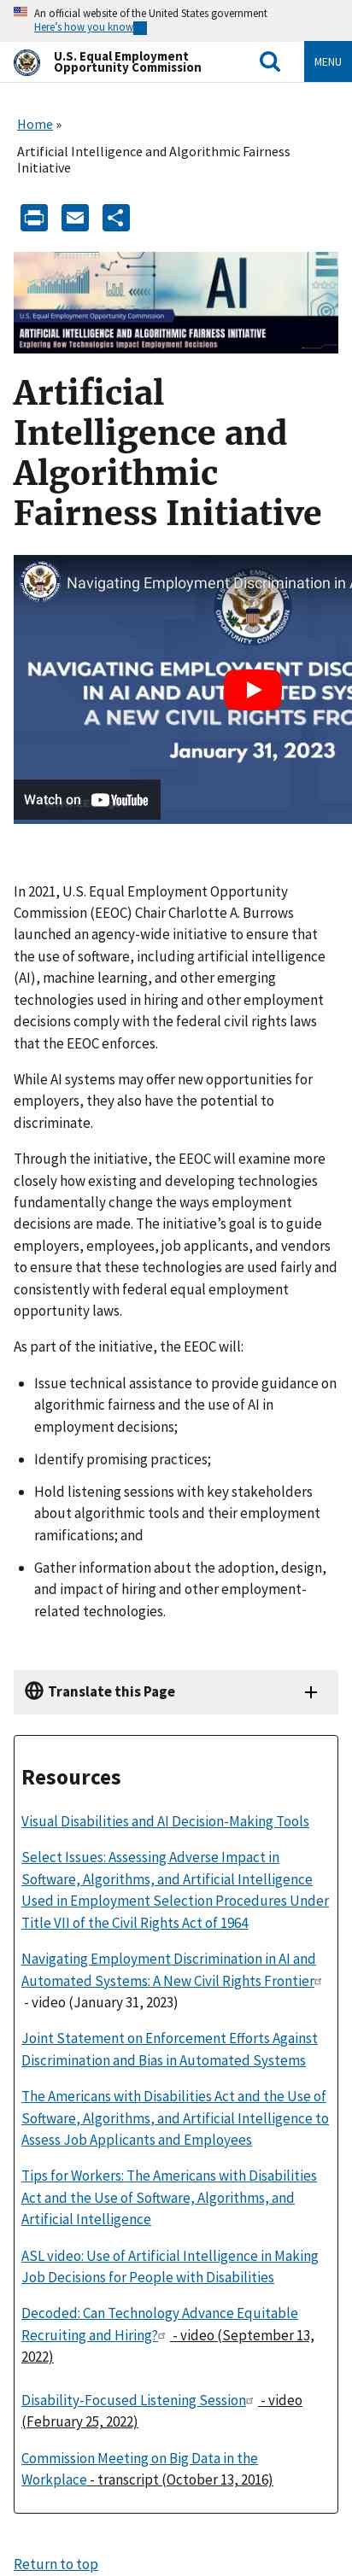 An official website of the United States government
Here's how you know
U.S. Equal Employment
Opportunity Commission
MENU
Home »
Artificial Intelligence and Algorithmic Fairness
Initiative
AI
U.S. Equal Employment Opportunity Commission
ARTIFICIAL INTELLIGENCE AND ALGORITHMIC FAIRNESS INITIATIVE
Exploring How Technologies Impact Employment Decisions
Artificial
Intelligence and
Algorithmic
Fairness Initiative
Navigating Employment Discrimination in A
NAVIGATING EMPLOYMENT DISC
IN AI AND AUTOMATED SYS
A NEW CIVIL RIGHTS FRO
January 31, 2023
Watch on YouTube
In 2021, U.S. Equal Employment Opportunity
Commission (EEOC) Chair Charlotte A. Burrows
launched an agency-wide initiative to ensure that
the use of software, including artificial intelligence
(AI), machine learning, and other emerging
technologies used in hiring and other employment
decisions comply with the federal civil rights laws
that the EEOC enforces.
While AI systems may offer new opportunities for
employers, they also have the potential to
discriminate.
Through the initiative, the EEOC will examine more
closely how existing and developing technologies
fundamentally change the ways employment
decisions are made. The initiative’s goal is to guide
employers, employees, job applicants, and vendors
to ensure that these technologies are used fairly and
consistently with federal equal employment
opportunity laws.
As part of the initiative, the EEOC will:
• Issue technical assistance to provide guidance on
algorithmic fairness and the use of AI in
employment decisions;
• Identify promising practices;
• Hold listening sessions with key stakeholders
about algorithmic tools and their employment
ramifications; and
• Gather information about the adoption, design,
and impact of hiring and other employment-
related technologies.
Translate this Page
Resources
Visual Disabilities and AI Decision-Making Tools
Select Issues: Assessing Adverse Impact in
Software, Algorithms, and Artificial Intelligence
Used in Employment Selection Procedures Under
Title VII of the Civil Rights Act of 1964
Navigating Employment Discrimination in AI and
Automated Systems: A New Civil Rights Frontier
- video (January 31, 2023)
Joint Statement on Enforcement Efforts Against
Discrimination and Bias in Automated Systems
The Americans with Disabilities Act and the Use of
Software, Algorithms, and Artificial Intelligence to
Assess Job Applicants and Employees
Tips for Workers: The Americans with Disabilities
Act and the Use of Software, Algorithms, and
Artificial Intelligence
ASL video: Use of Artificial Intelligence in Making
Job Decisions for People with Disabilities
Decoded: Can Technology Advance Equitable
Recruiting and Hiring? - video (September 13,
2022)
Disability-Focused Listening Session - video
(February 25, 2022)
Commission Meeting on Big Data in the
Workplace - transcript (October 13, 2016)
Return to top